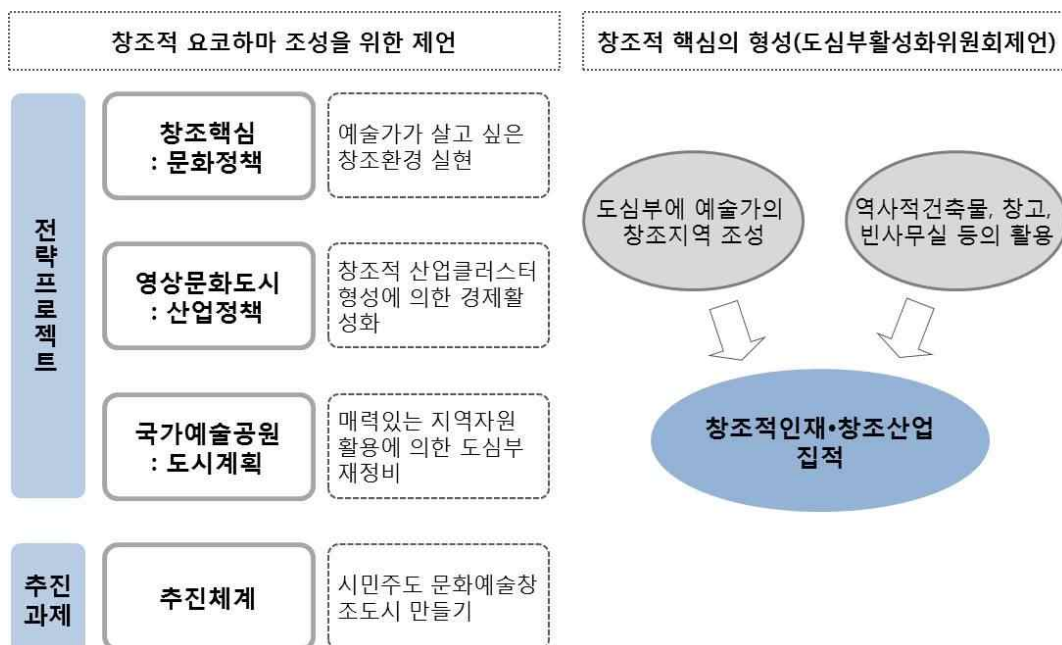 창조적 요코하마 조성을 위한 제언
창조적 핵심의 형성(도심부활성화위원회제언)
전략프로젝트
창조핵심
: 문화정책
예술가가 살고 싶은
창조환경 실현
영상문화도시
: 산업정책
창조적 산업클러스터
형성에 의한 경제활
성화
국가예술공원
: 도시계획
매력있는 지역자원
활용에 의한 도심부
재정비
추진
과제
추진체계
시민주도 문화예술창
조도시 만들기
도심부에 예술가의
창조지역 조성
역사적건축물, 창고,
빈사무실 등의 활용
창조적인재•창조산업
집적